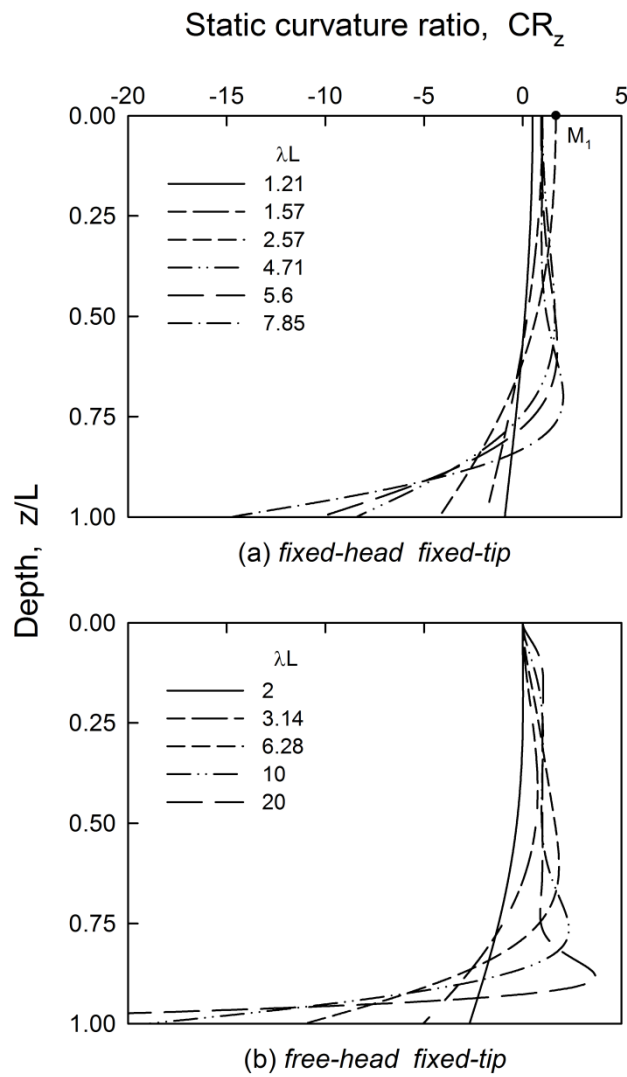 Static curvature ratio, CR_z
-20 -15 -10 -5 0 5
0.00
M_1
λL
1.21
1.57
0.25
2.57
4.71
5.6
7.85
0.50
0.75
1.00
(a) fixed-head fixed-tip
Depth, z/L
0.00
λL
2
0.25
3.14
6.28
10
20
0.50
0.75
1.00
(b) free-head fixed-tip